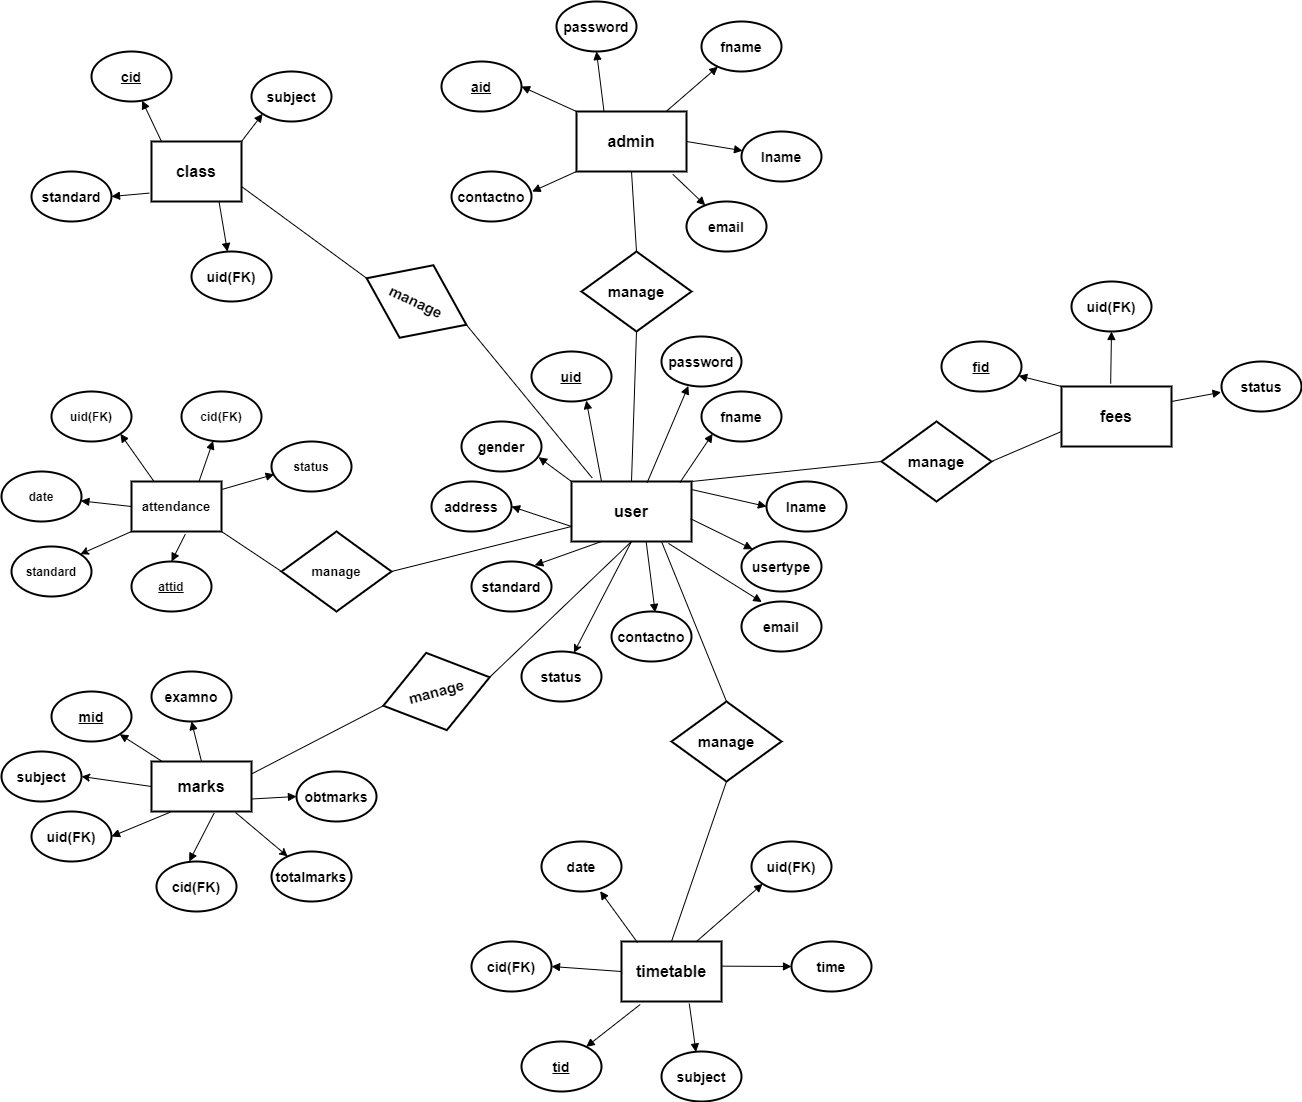 password
fname
cid
aid
subject
admin
lname
class
standard
contactno
email
uid(FK)
manage
manage
uid(FK)
password
fid
uid
status
fees
uid(FK)
cid(FK)
fname
gender
manage
status
date
attendance
address
user
lname
standard
attid
manage
standard
usertype
contactno
email
status
manage
examno
mid
manage
subject
marks
obtmarks
uid(FK)
cid(FK)
totalmarks
date
uid(FK)
cid(FK)
timetable
time
tid
subject